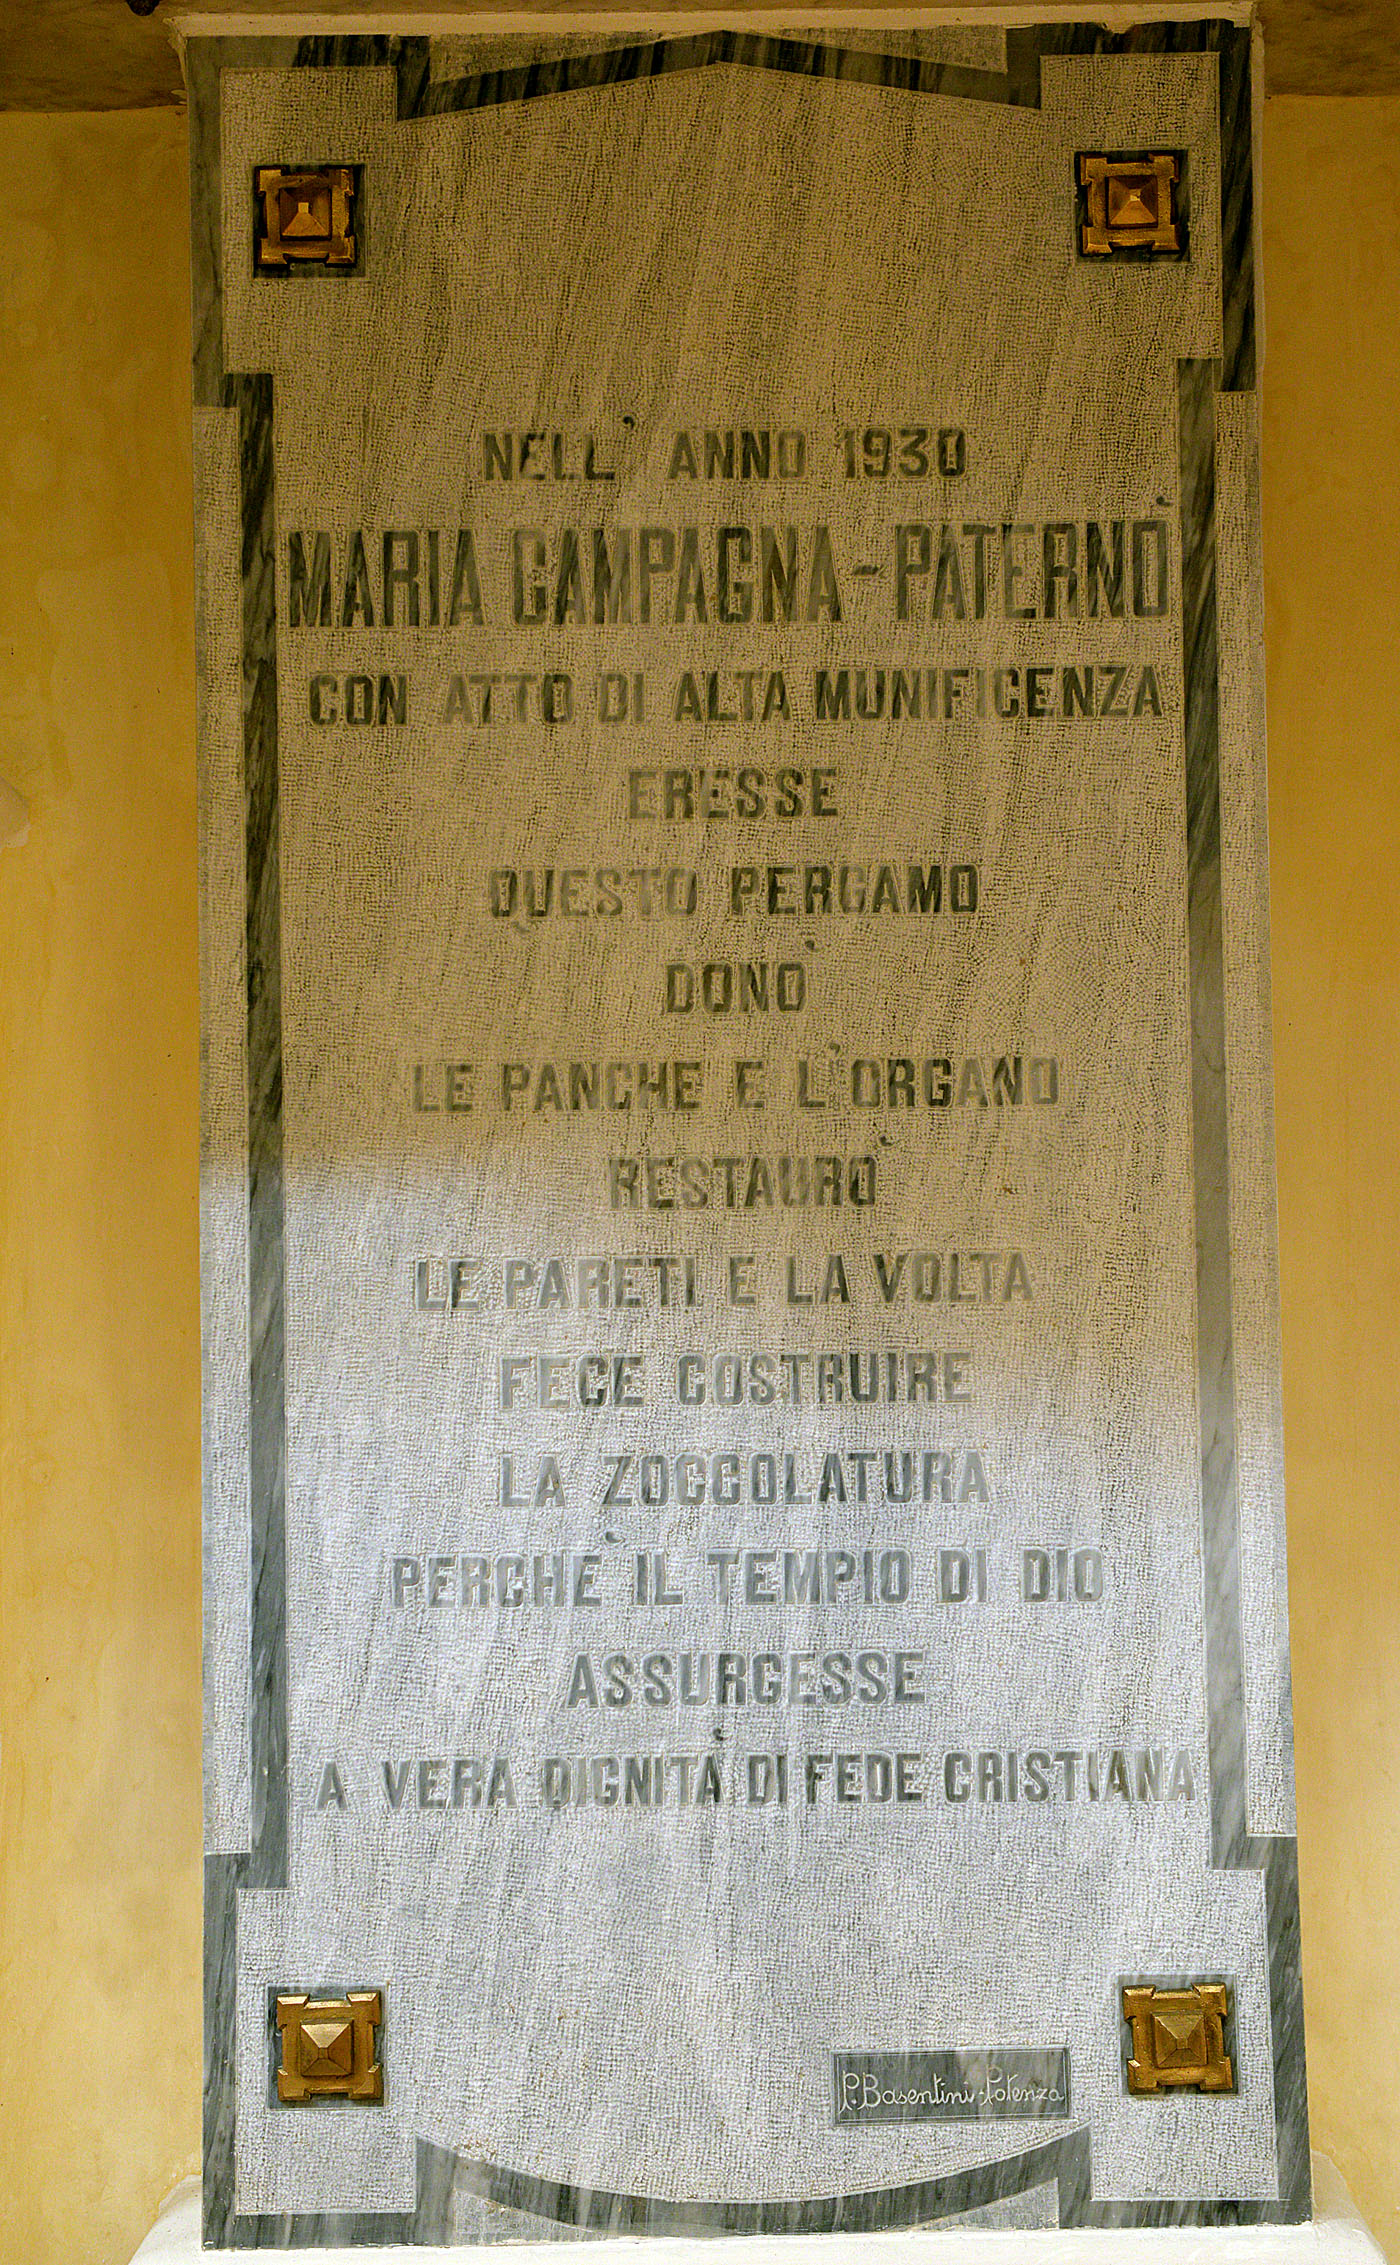 NELL' ANNO 1930
MARIA CAMPAGNA-PATERNÒ
CON ATTO DI ALTA MUNIFICENZA
ERESSE
QUESTO PERGAMO
DONÒ
LE PANCHE E L'ORGANO
RESTAURÒ
LE PARETI E LA VOLTA
FECE COSTRUIRE
LA ZOCCOLATURA
PERCHÈ IL TEMPIO DI DIO
ASSURGESSE
A VERA DIGNITÀ DI FEDE CRISTIANA
P. Basentini-Potenza